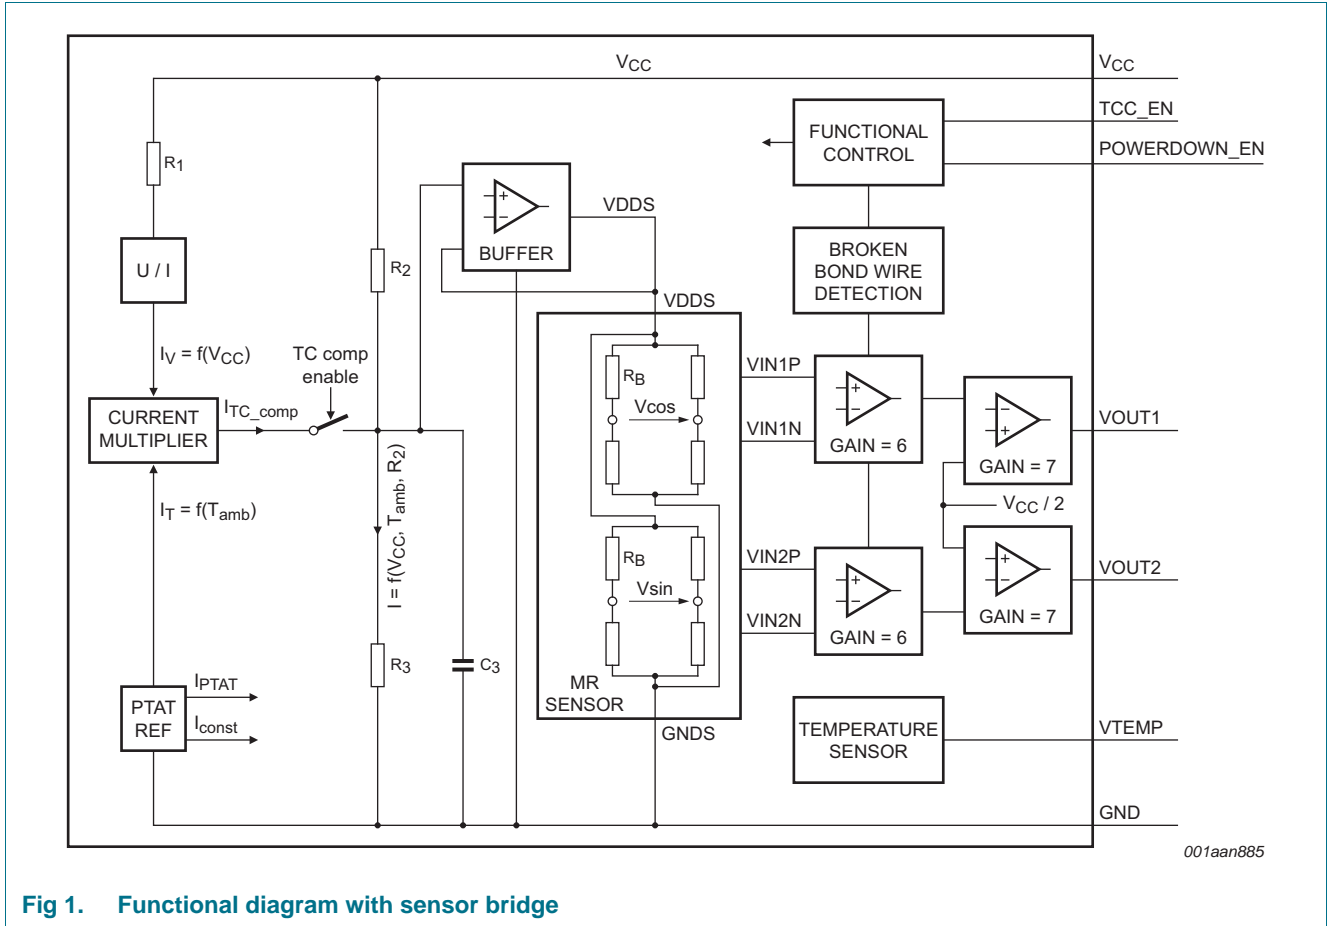 VCC
VCC
TCC_EN
POWERDOWN_EN
FUNCTIONAL
CONTROL
R1
+
−
BUFFER
VDDS
BROKEN
BOND WIRE
DETECTION
U / I
R2
VDDS
IV = f(VCC)
TC comp
enable
RB
Vcos
VIN1P
VIN1N
+
−
GAIN = 6
−
+
GAIN = 7
VOUT1
CURRENT
MULTIPLIER
ITC_comp
I = f(VCC, Tamb, R2)
IT = f(Tamb)
VCC / 2
RB
Vsin
VIN2P
VIN2N
+
−
GAIN = 6
+
−
GAIN = 7
VOUT2
R3
C3
MR
SENSOR
GNDS
PTAT
REF
IPTAT
Iconst
TEMPERATURE
SENSOR
VTEMP
GND
001aan885
Fig 1. Functional diagram with sensor bridge